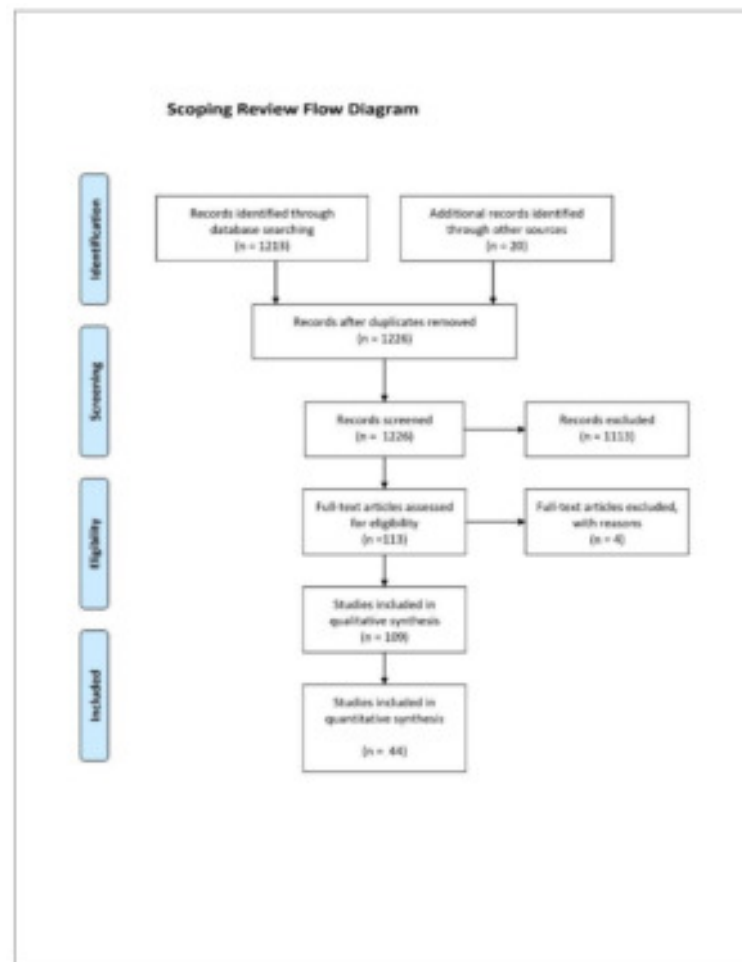 Scoping Review Flow Diagram
Identification
Records identified through
database searching
(n = 1213)
Additional records identified
through other sources
(n = 20)
Records after duplicates removed
(n = 1226)
Screening
Records screened
(n = 1226)
Records excluded
(n = 1113)
Eligibility
Full-text articles assessed
for eligibility
(n =113)
Full-text articles excluded,
with reasons
(n = 4)
Studies included in
qualitative synthesis
(n = 109)
Included
Studies included in
quantitative synthesis
(n = 44)